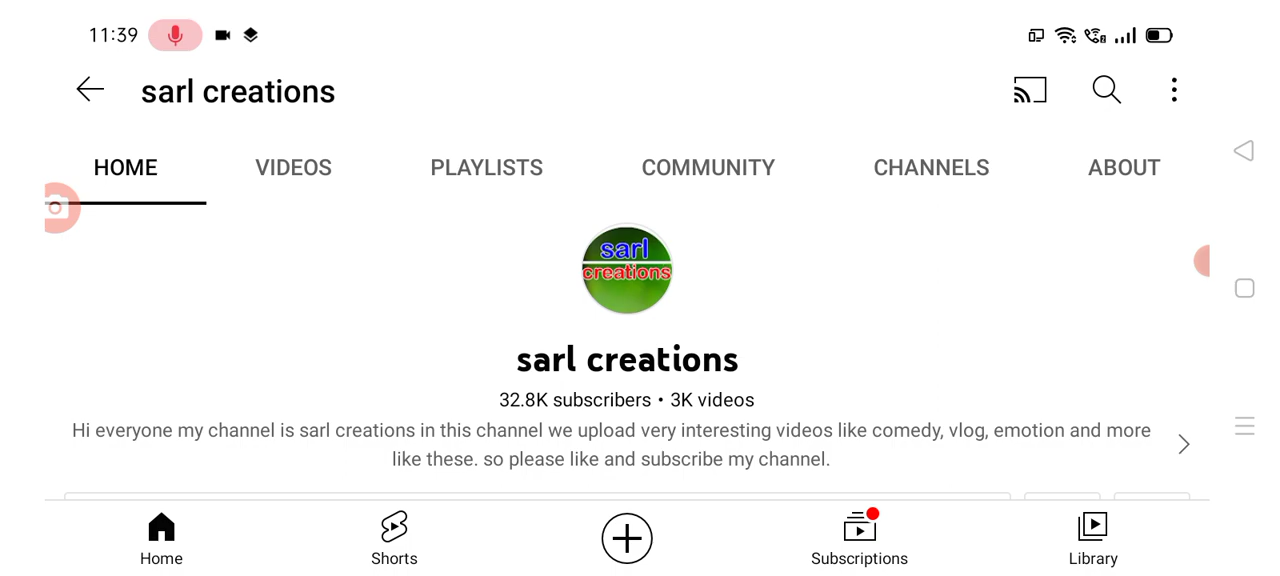 11:39
sarl creations
HOME VIDEOS PLAYLISTS COMMUNITY CHANNELS ABOUT
sarl
creations
sarl creations
32.8K subscribers • 3K videos
Hi everyone my channel is sarl creations in this channel we upload very interesting videos like comedy, vlog, emotion and more
like these. so please like and subscribe my channel.
Home Shorts Subscriptions Library